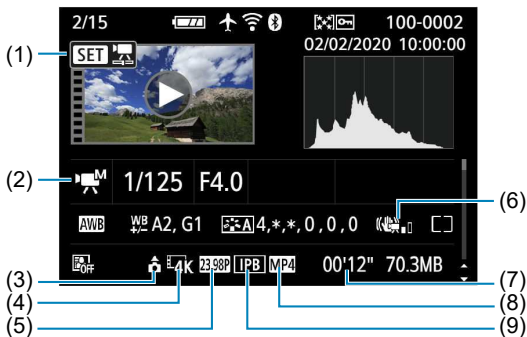 2/15 100-0002
02/02/2020 10:00:00
(1) SET
(2) M 1/125 F4.0
(6)
AWB WB +/- A2, G1 A 4,*,*,0,0,0
OFF 4K 23.98P IPB MP4 00'12" 70.3MB
(3) (7)
(4) (8)
(5) (9)